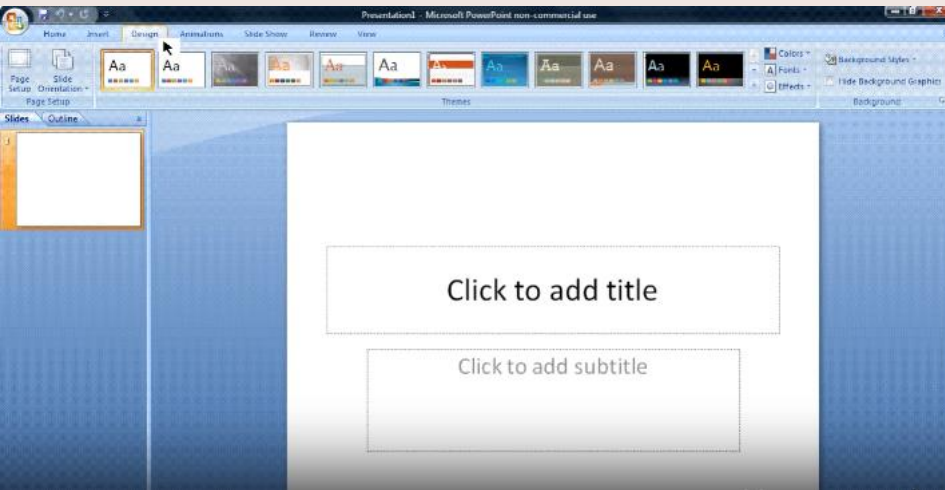 Presentation1 - Microsoft PowerPoint non-commercial use
Home Insert Design Animations Slide Show Review View
Aa Aa Aa Aa Aa Aa Aa Aa Aa Aa Aa Aa
Colors
Fonts
Effects
Background Styles
Hide Background Graphics
Page Setup
Slide Orientation
Page Setup Themes Background
Slides Outline
1
Click to add title
Click to add subtitle